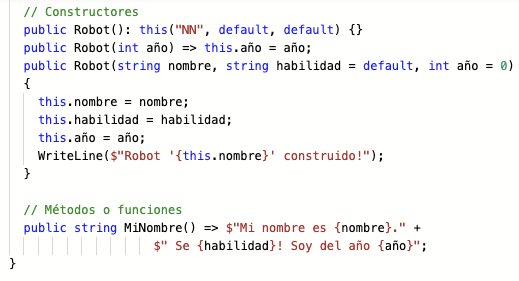 // Constructores
public Robot(): this("NN", default, default) {}
public Robot(int año) => this.año = año;
public Robot(string nombre, string habilidad = default, int año = 0)
{
this.nombre = nombre;
this.habilidad = habilidad;
this.año = año;
WriteLine($"Robot '{this.nombre}' construido!");
}
// Métodos o funciones
public string MiNombre() => $"Mi nombre es {nombre}." +
$" Se {habilidad}! Soy del año {año}";
}